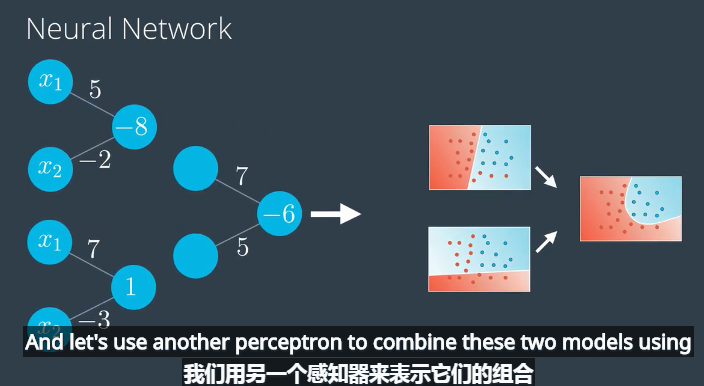 Neural Network
x₁
5
−8
x₂
−2
7
−6
5
x₁
7
1
x₂
−3
And let's use another perceptron to combine these two models using
我们用另一个感知器来表示它们的组合